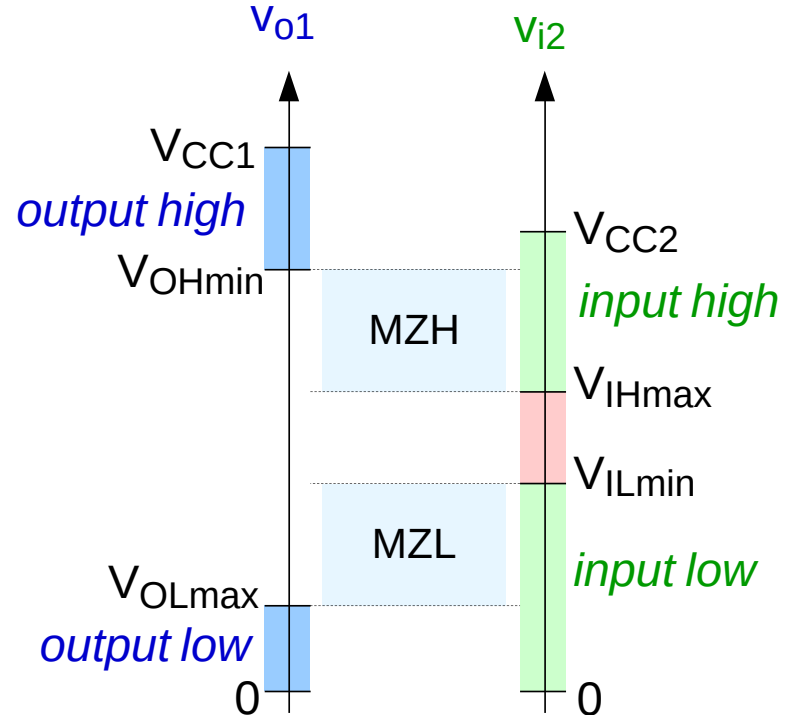 vo1
vi2
VCC1
output high
VCC2
VOHmin
input high
MZH
VIHmax
VILmin
MZL
input low
VOLmax
output low
0
0